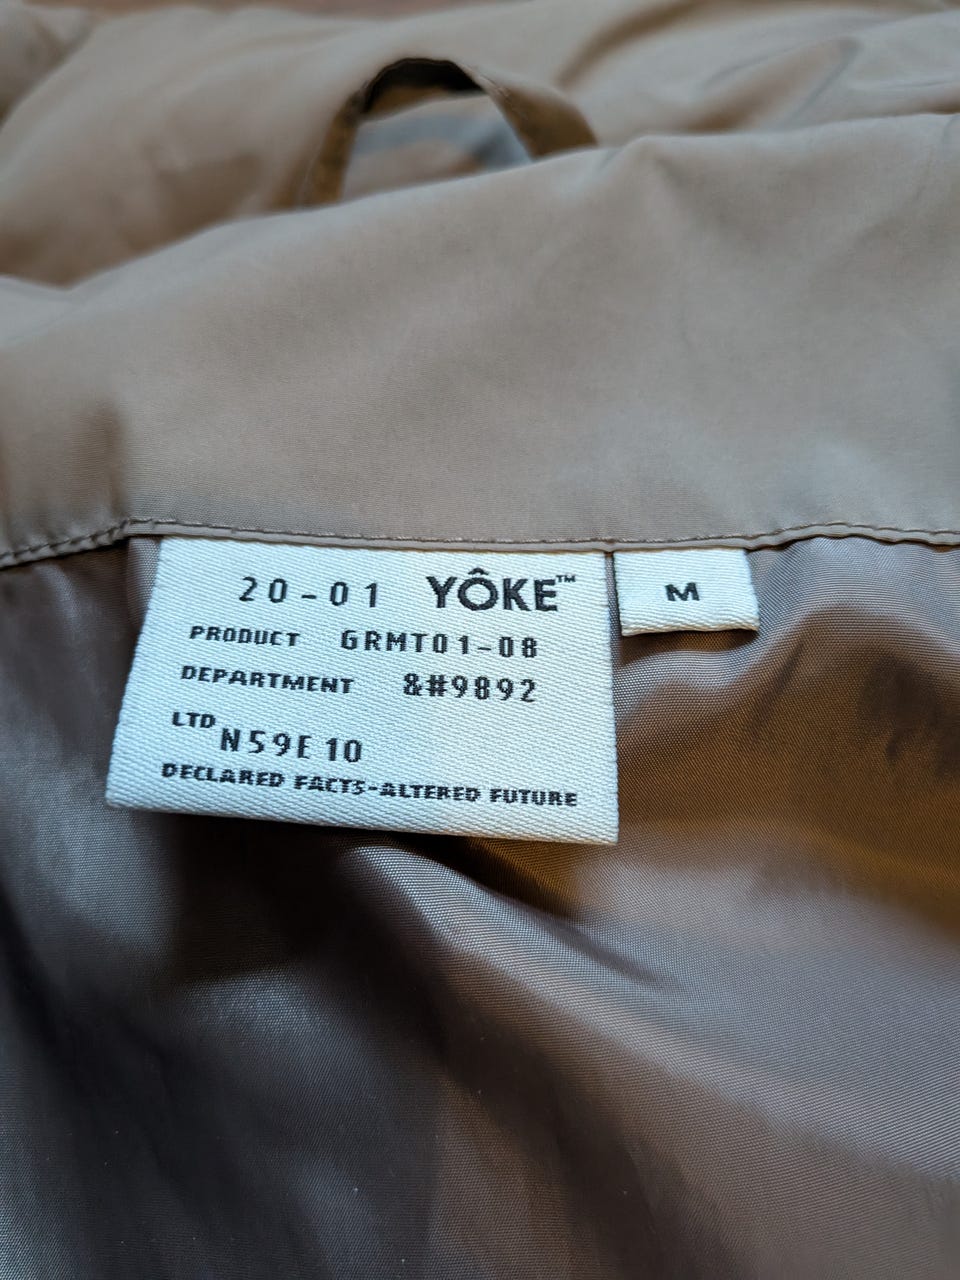 20-01 YÔKE™
PRODUCT GRMT01-08
DEPARTMENT &#9892
LTD N59E10
DECLARED FACTS-ALTERED FUTURE
M